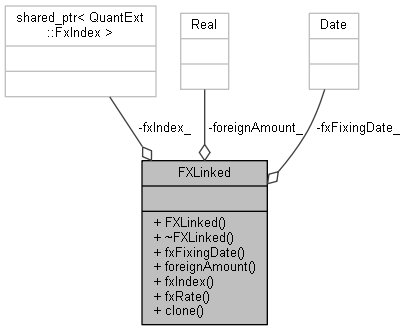 shared_ptr< QuantExt
::FxIndex >
Real
Date
-fxIndex_
-foreignAmount_
-fxFixingDate_
FXLinked
+ FXLinked()
+ ~FXLinked()
+ fxFixingDate()
+ foreignAmount()
+ fxIndex()
+ fxRate()
+ clone()